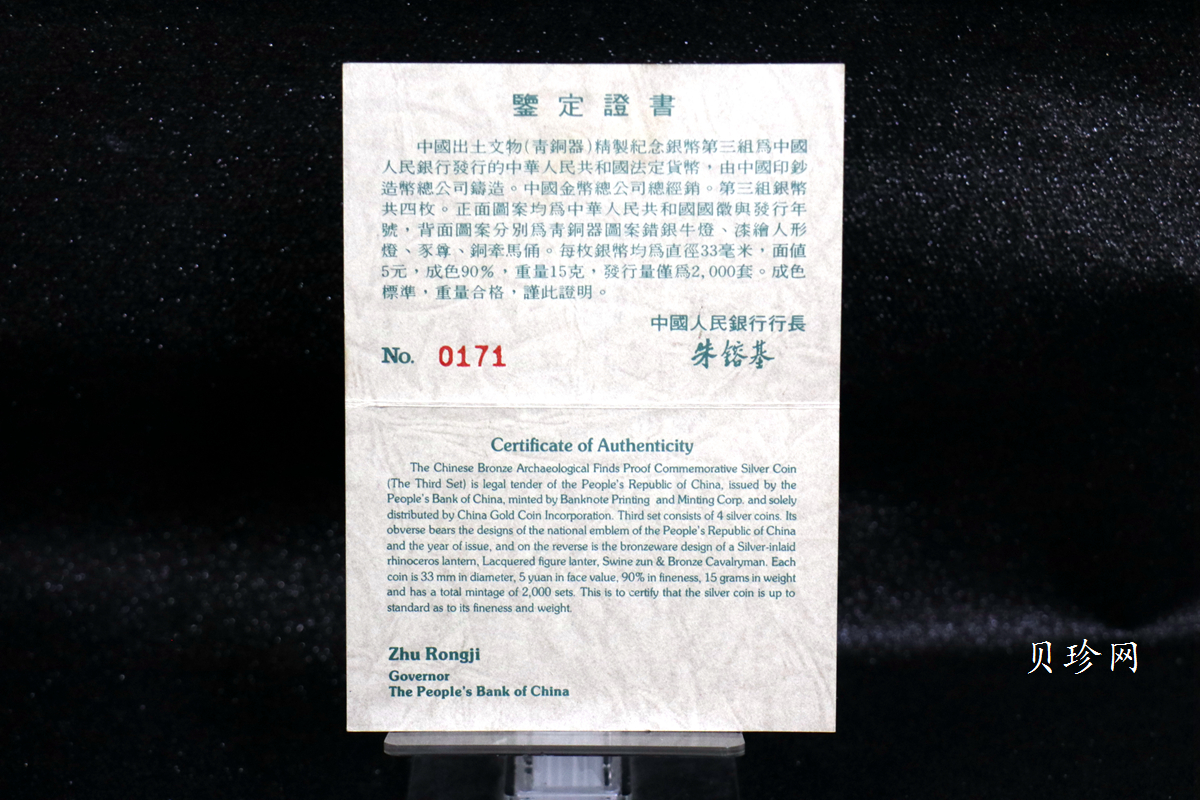 鑒定證書
中國出土文物(青銅器)精製紀念銀幣第三組爲中國
人民銀行發行的中華人民共和國法定貨幣，由中國印鈔
造幣總公司鑄造。中國金幣總公司總經銷。第三組銀幣
共四枚。正面圖案均爲中華人民共和國國徽與發行年
號，背面圖案分別爲青銅器圖案錯銀牛燈、漆繪人形
燈、豕尊、銅牽馬俑。每枚銀幣均爲直徑33毫米，面値
5元，成色90%，重量15克，發行量僅爲2,000套。成色
標準，重量合格，謹此證明。
中國人民銀行行長
No. 0171 朱鎔基
Certificate of Authenticity
The Chinese Bronze Archaeological Finds Proof Commemorative Silver Coin
(The Third Set) is legal tender of the People's Republic of China, issued by the
People's Bank of China, minted by Banknote Printing and Minting Corp. and solely
distributed by China Gold Coin Incorporation. Third set consists of 4 silver coins. Its
obverse bears the designs of the national emblem of the People's Republic of China
and the year of issue, and on the reverse is the bronzeware design of a Silver-inlaid
rhinoceros lantern, Lacquered figure lanter, Swine zun & Bronze Cavalryman. Each
coin is 33 mm in diameter, 5 yuan in face value, 90% in fineness, 15 grams in weight
and has a total mintage of 2,000 sets. This is to certify that the silver coin is up to
standard as to its fineness and weight.
Zhu Rongji
Governor
The People's Bank of China
贝珍网